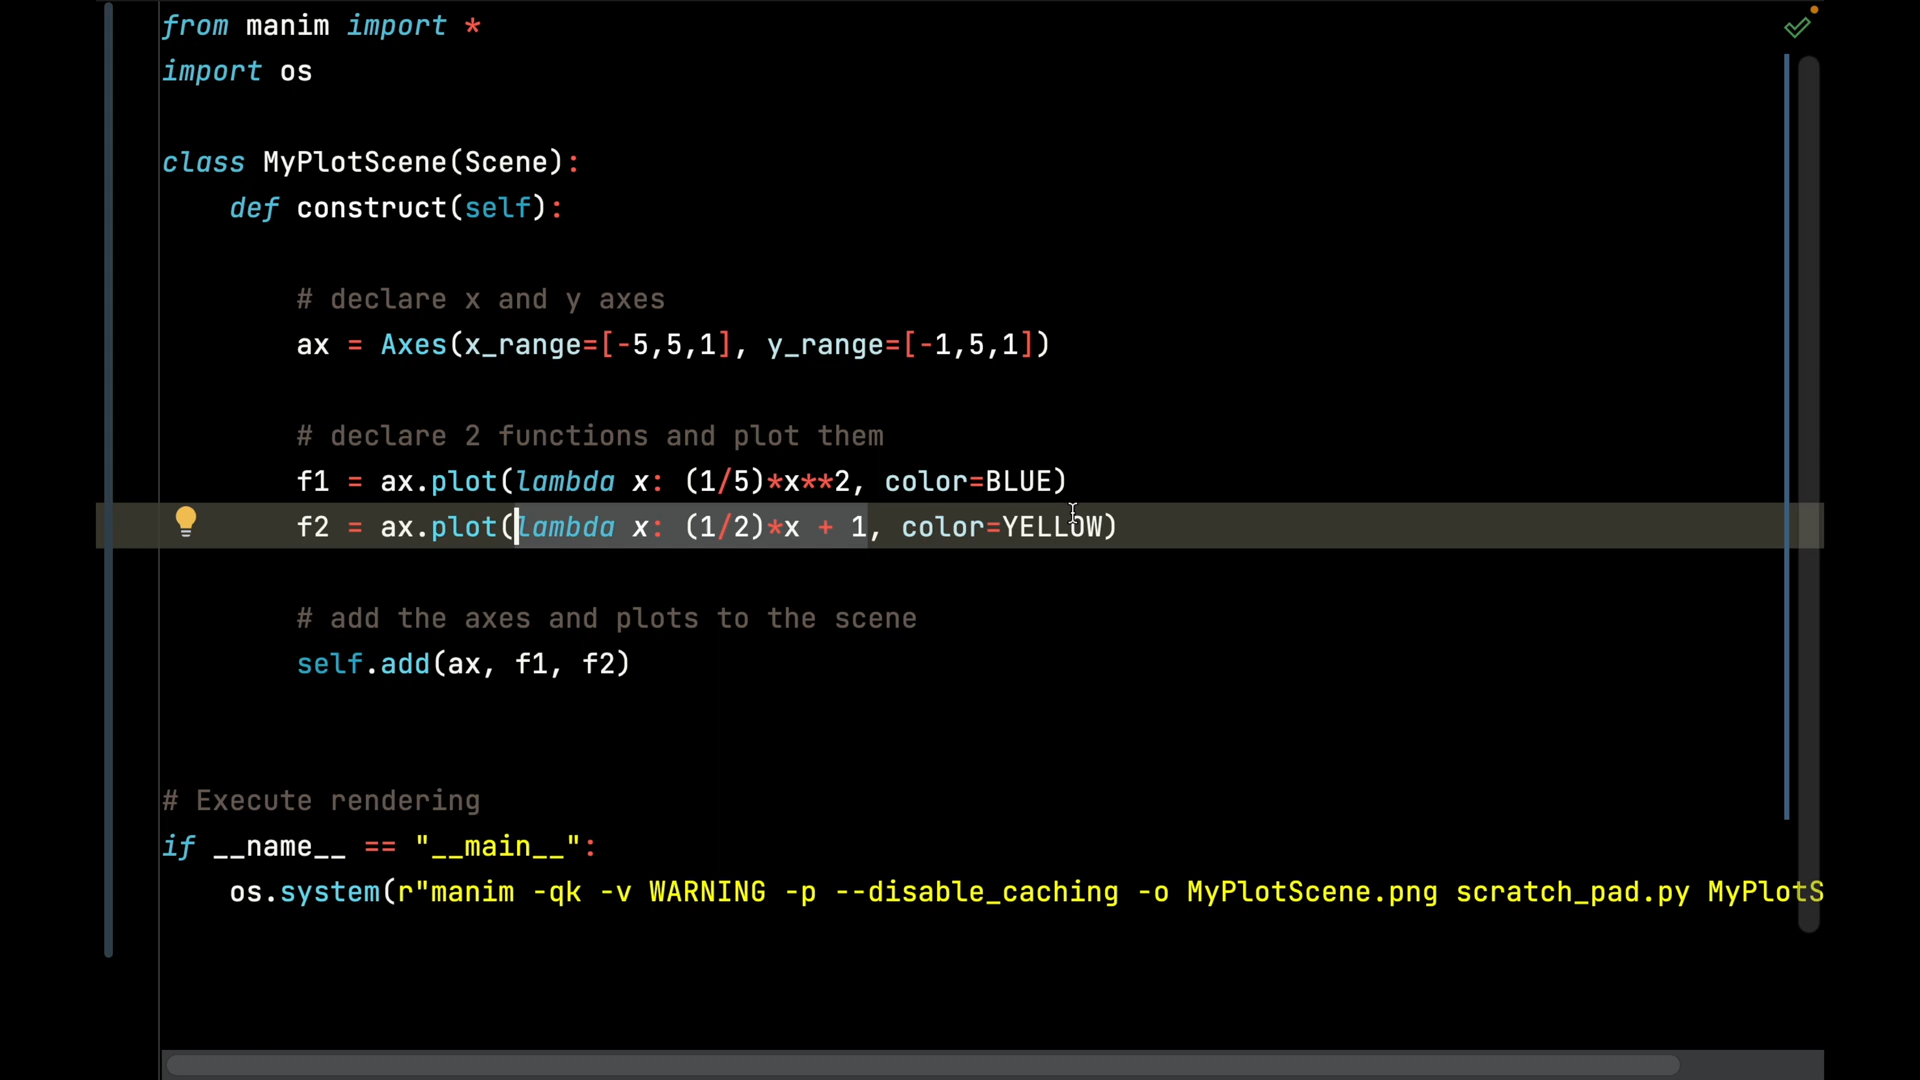 from manim import *
import os
class MyPlotScene(Scene):
def construct(self):
# declare x and y axes
ax = Axes(x_range=[-5,5,1], y_range=[-1,5,1])
# declare 2 functions and plot them
f1 = ax.plot(lambda x: (1/5)*x**2, color=BLUE)
f2 = ax.plot(lambda x: (1/2)*x + 1, color=YELLOW)
# add the axes and plots to the scene
self.add(ax, f1, f2)
# Execute rendering
if __name__ == "__main__":
os.system(r"manim -qk -v WARNING -p --disable_caching -o MyPlotScene.png scratch_pad.py MyPlotS